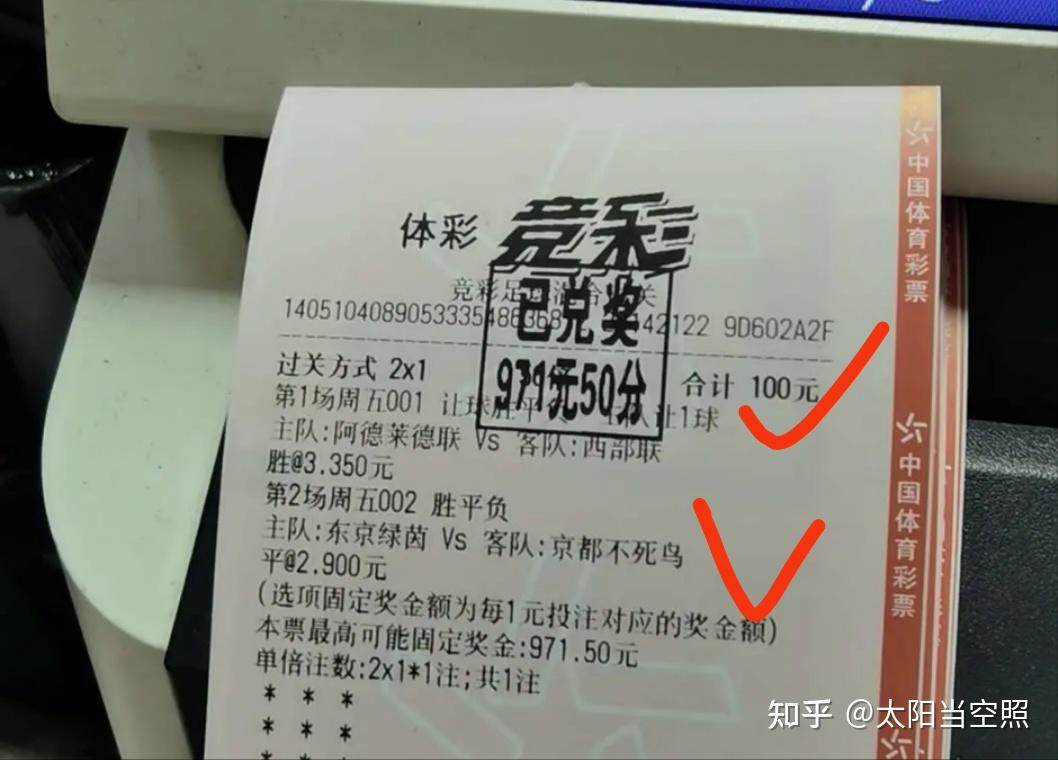 体彩 竞彩
已兑奖
971元50分
9D602A2F
过关方式 2x1
合计 100元
第1场周五001 让球胜平负 让1球
主队:阿德莱德联 Vs 客队:西部联
胜@3.350元
第2场周五002 胜平负
主队:东京绿茵 Vs 客队:京都不死鸟
平@2.900元
(选项固定奖金额为每1元投注对应的奖金额)
本票最高可能固定奖金:971.50元
单倍注数:2x1*1注;共1注
* * *
* * *
* * *
中国体育彩票
中国体育彩票
知乎 @太阳当空照